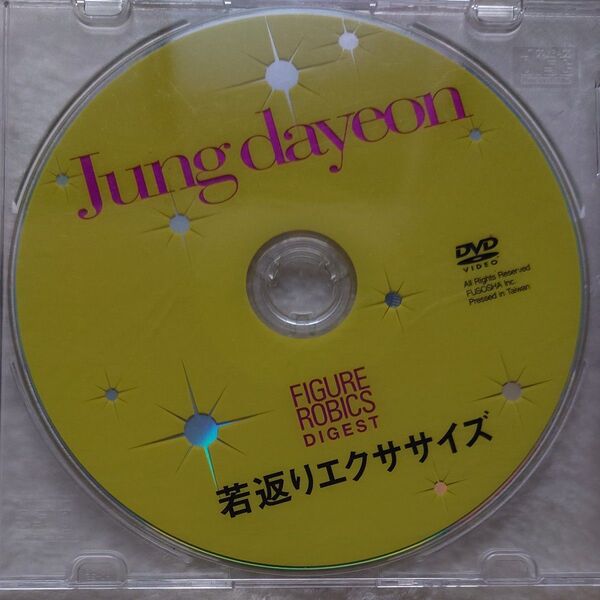 Jung dayeon
DVD
VIDEO
All Rights Reserved
FUSOSHA Inc.
Pressed in Taiwan
FIGURE
ROBICS
DIGEST
若返りエクササイズ